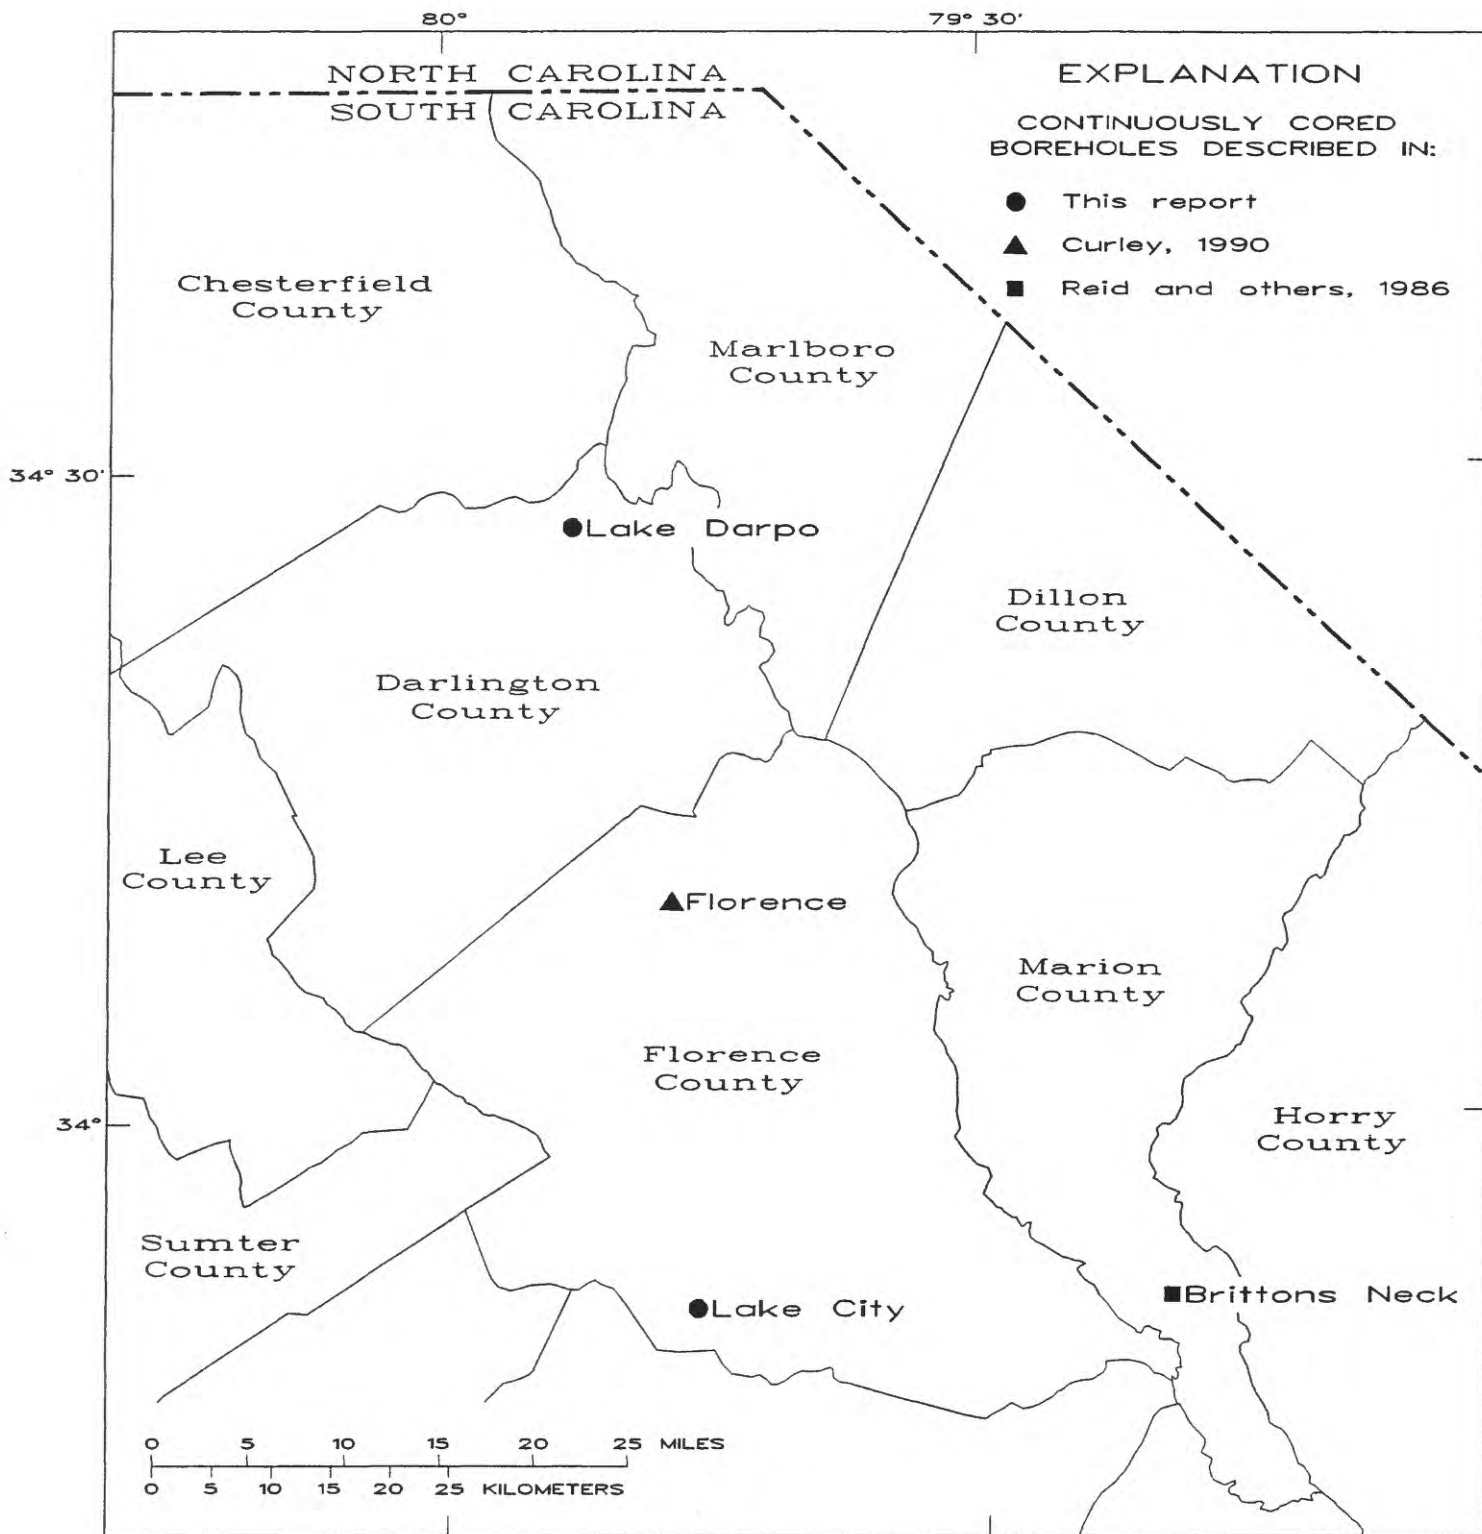 80°
79° 30'
NORTH CAROLINA
SOUTH CAROLINA
EXPLANATION
CONTINUOUSLY CORED
BOREHOLES DESCRIBED IN:
This report
Curley, 1990
Reid and others, 1986
Chesterfield
County
Marlboro
County
34° 30'
Lake Darpo
Dillon
County
Darlington
County
Lee
County
Florence
Marion
County
Florence
County
34°
Horry
County
Sumter
County
Brittons Neck
Lake City
0 5 10 15 20 25 MILES
0 5 10 15 20 25 KILOMETERS